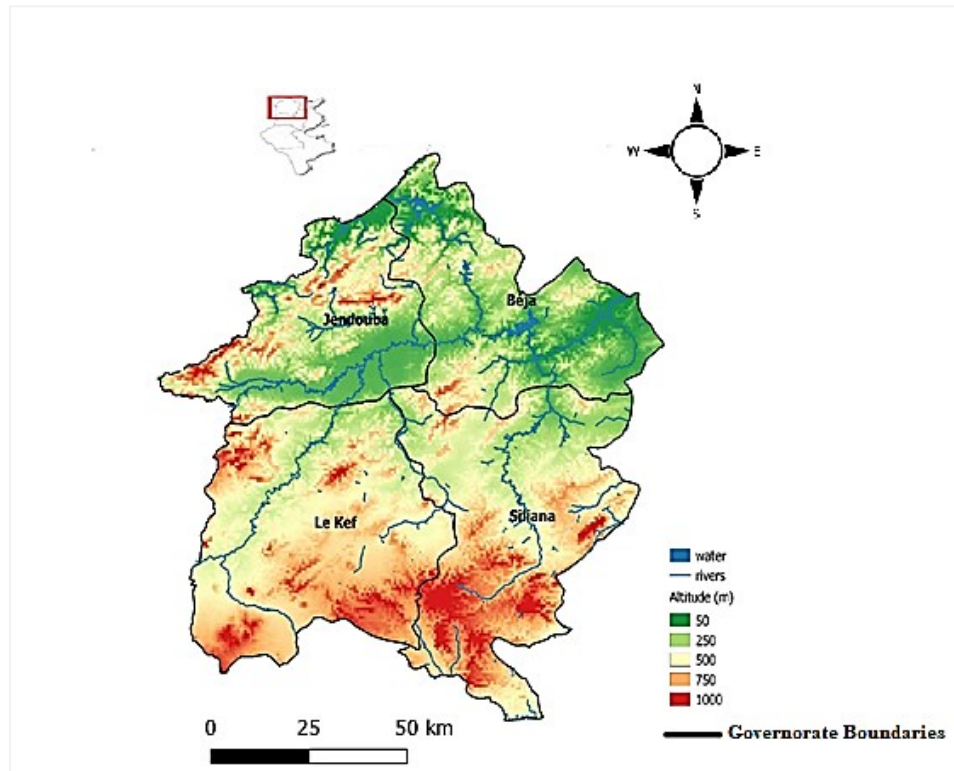 N
W E
S
Béja
Jendouba
Le Kef
Siliana
water
rivers
Altitude (m)
50
250
500
750
1000
0 25 50 km
Governorate Boundaries